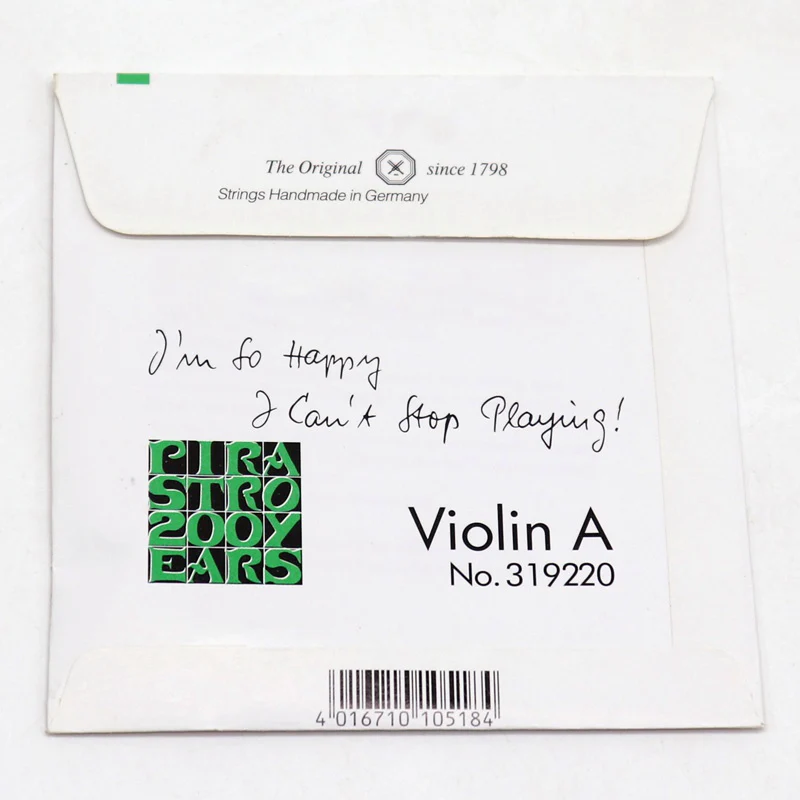 The Original since 1798
Strings Handmade in Germany
I'm So Happy
I Can't Stop Playing!
PIRA
STRO
200Y
EARS
Violin A
No. 319220
4 016710 105184